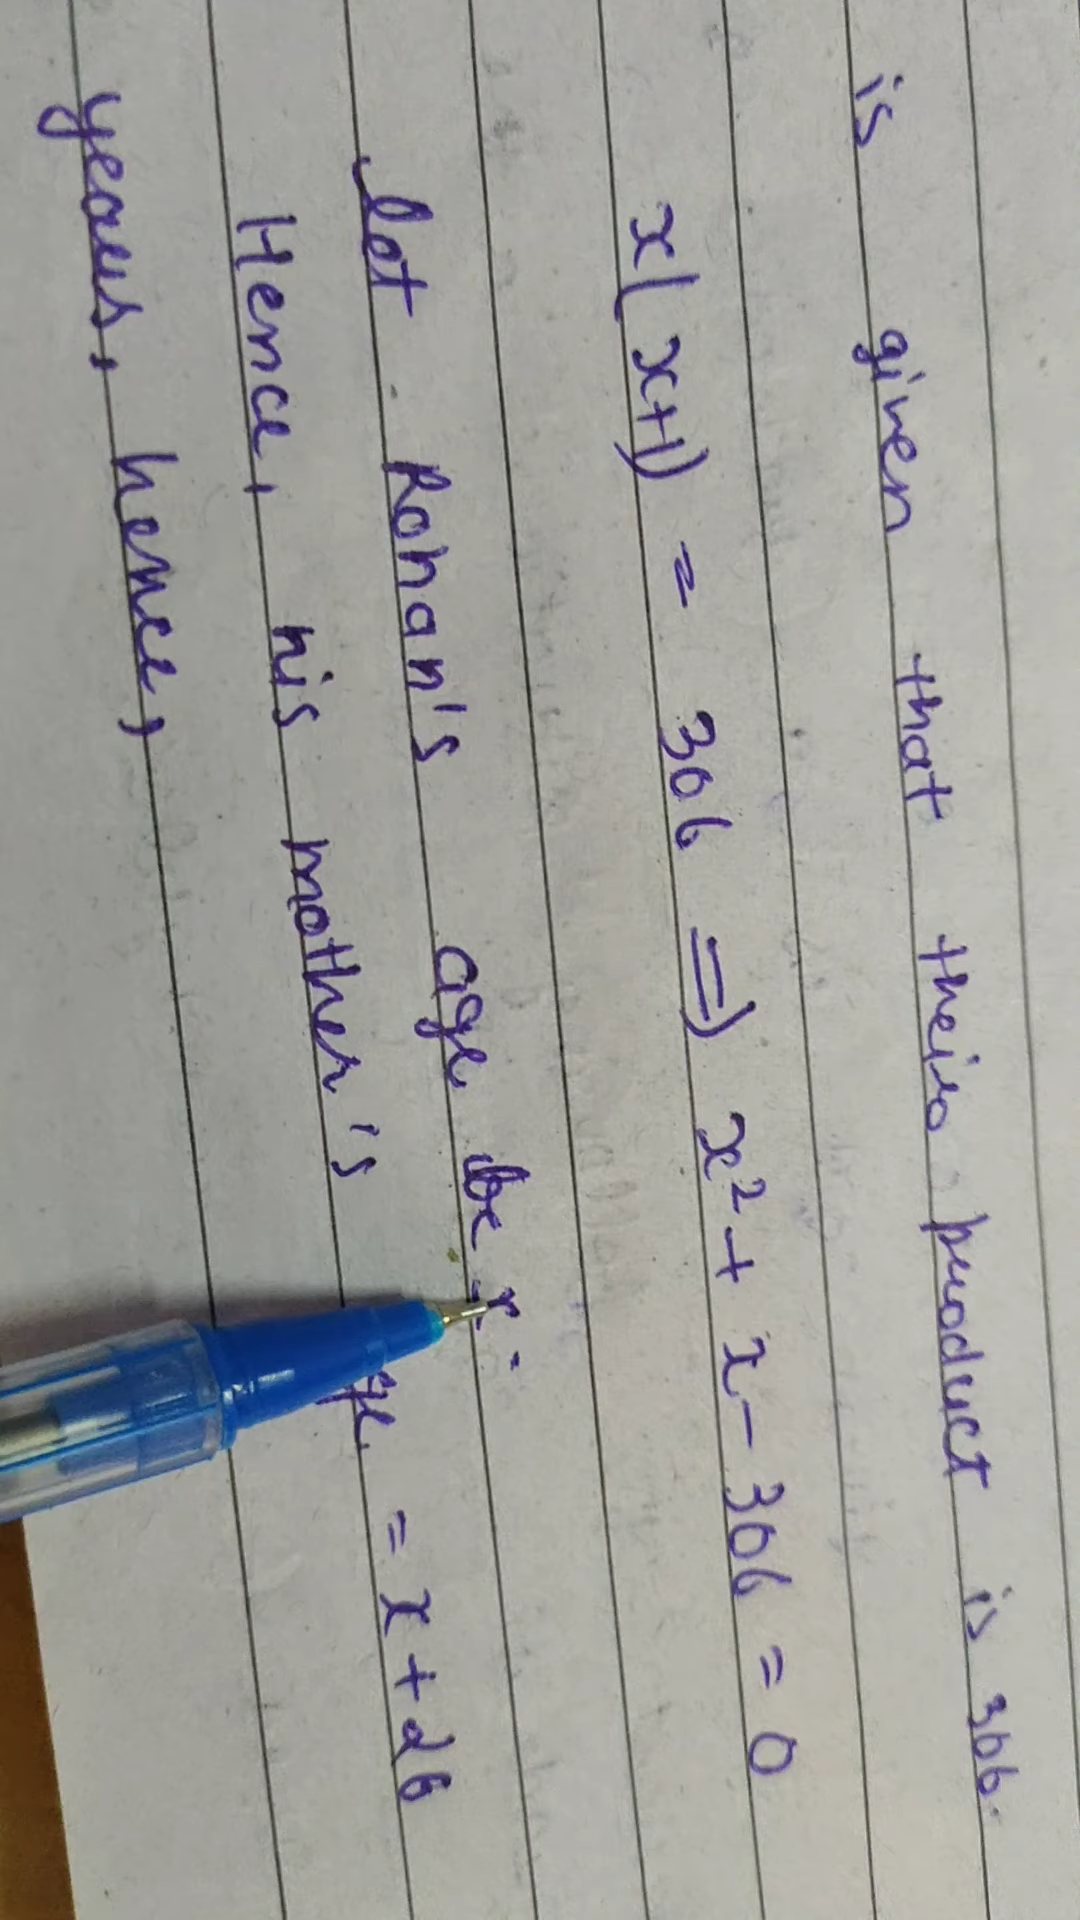 is given that their product is 306.
x(x+1) = 306 => x² + x - 306 = 0
let Rohan's age be x.
Hence, his mother's = x + 26
years, hence,